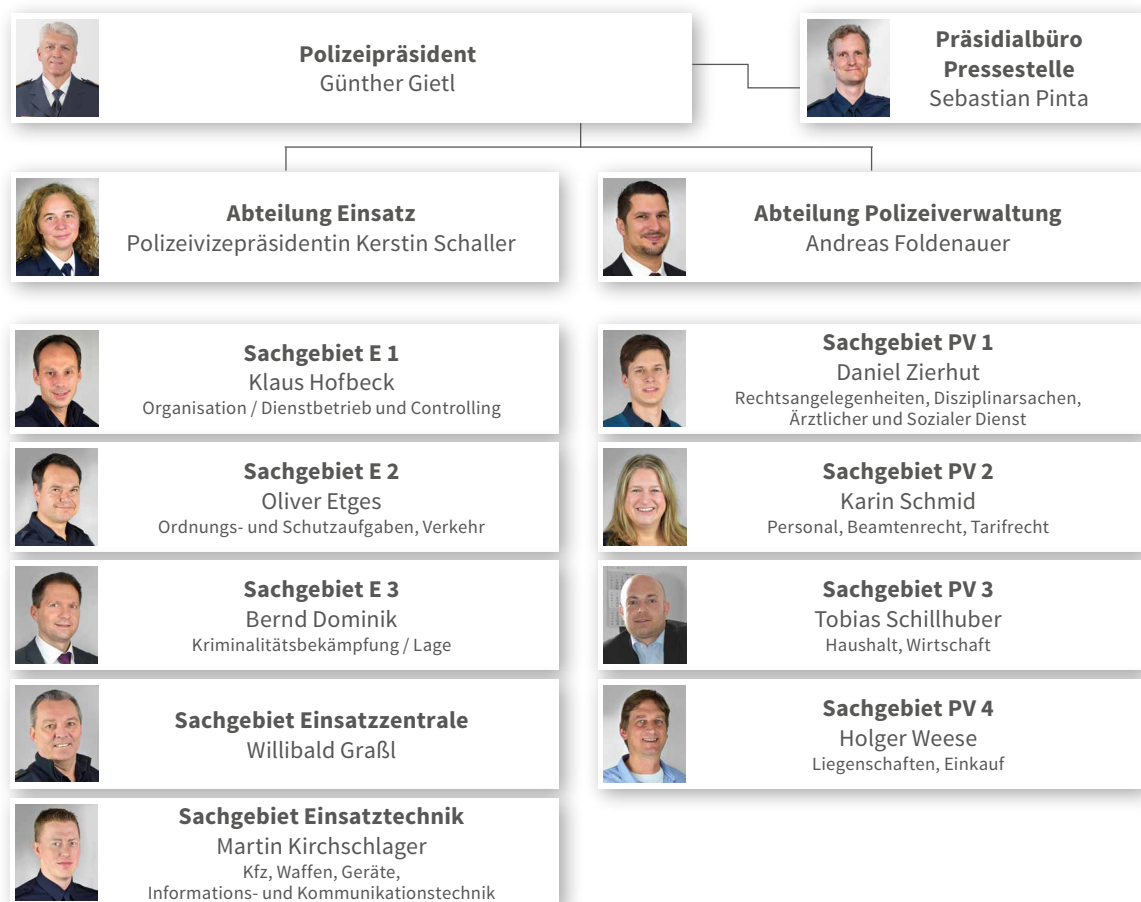 Polizeipräsident
Günther Gietl
Präsidialbüro
Pressestelle
Sebastian Pinta
Abteilung Einsatz
Polizeivizepräsidentin Kerstin Schaller
Abteilung Polizeiverwaltung
Andreas Foldenauer
Sachgebiet E 1
Klaus Hofbeck
Organisation / Dienstbetrieb und Controlling
Sachgebiet E 2
Oliver Etges
Ordnungs- und Schutzaufgaben, Verkehr
Sachgebiet E 3
Bernd Dominik
Kriminalitätsbekämpfung / Lage
Sachgebiet Einsatzzentrale
Willibald Graßl
Sachgebiet Einsatztechnik
Martin Kirchschlager
Kfz, Waffen, Geräte,
Informations- und Kommunikationstechnik
Sachgebiet PV 1
Daniel Zierhut
Rechtsangelegenheiten, Disziplinarsachen,
Ärztlicher und Sozialer Dienst
Sachgebiet PV 2
Karin Schmid
Personal, Beamtenrecht, Tarifrecht
Sachgebiet PV 3
Tobias Schillhuber
Haushalt, Wirtschaft
Sachgebiet PV 4
Holger Weese
Liegenschaften, Einkauf